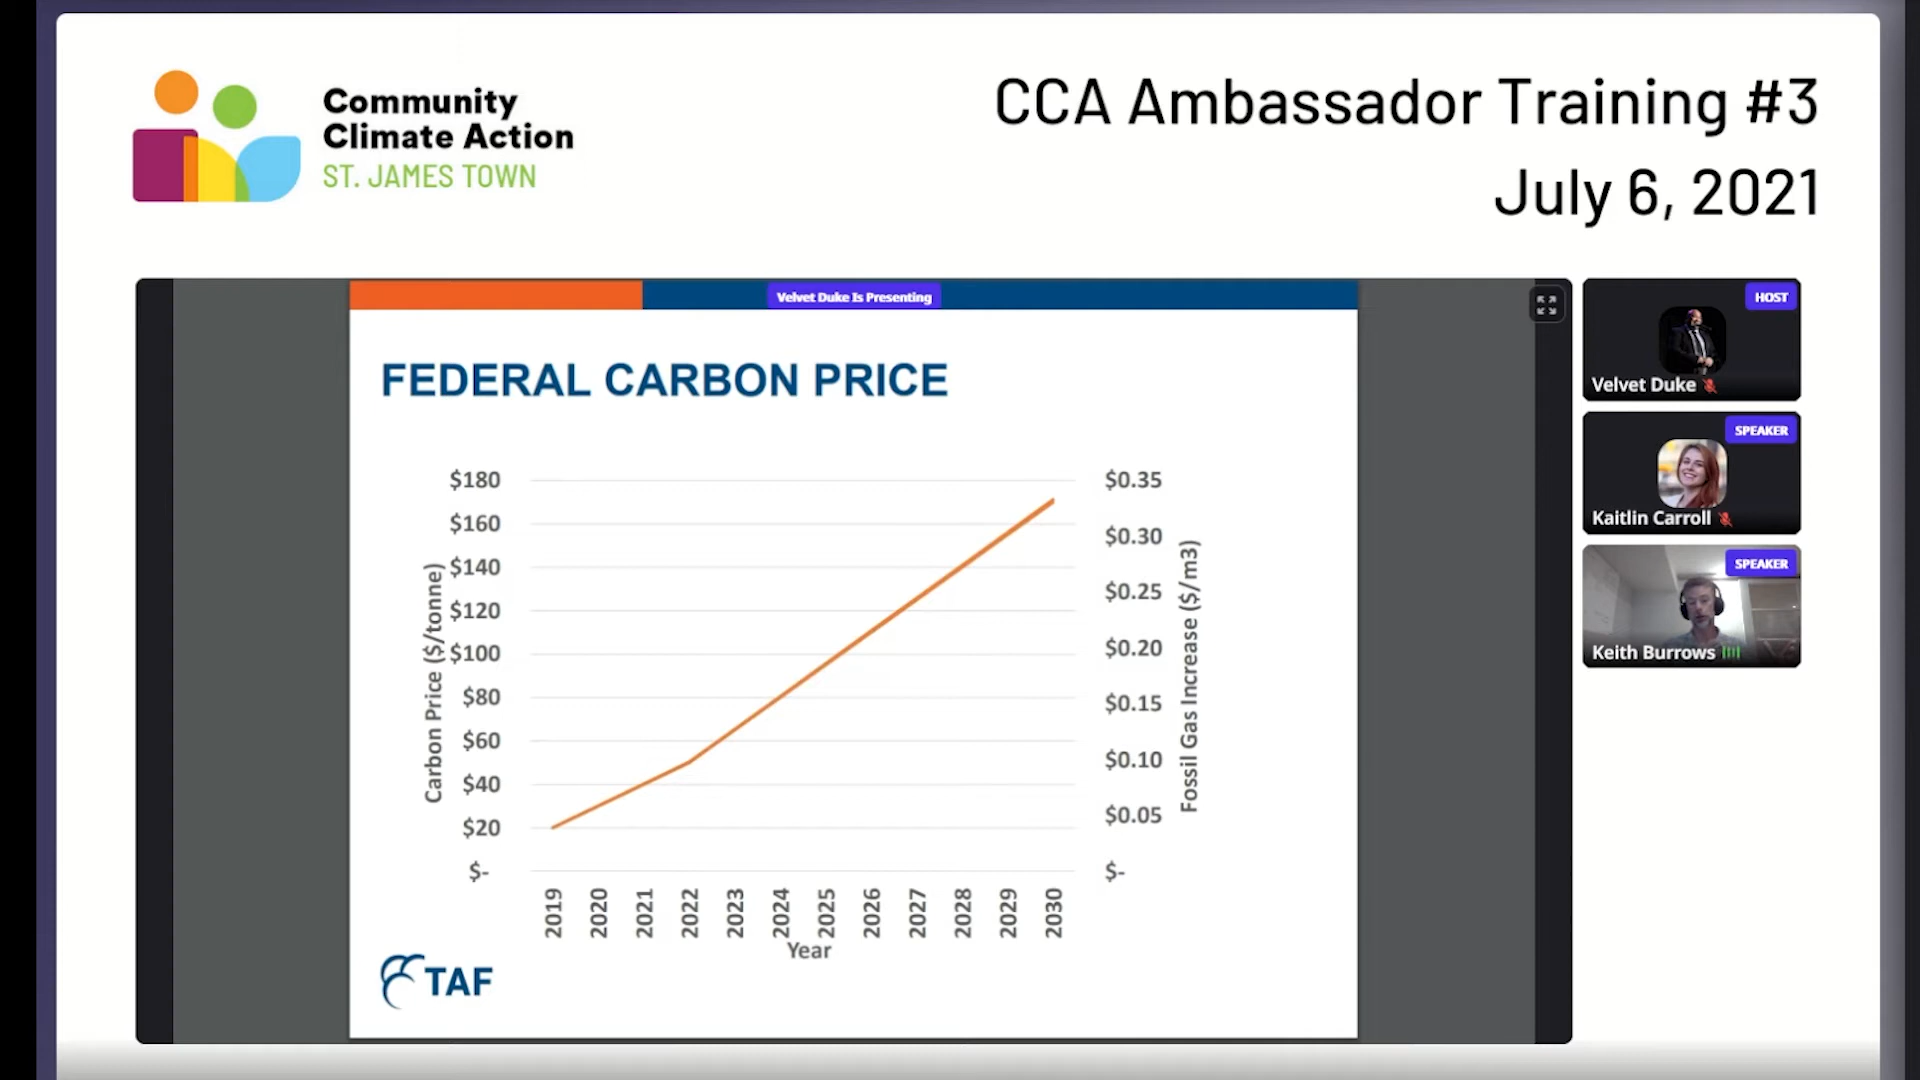 Community
Climate Action
ST. JAMES TOWN
CCA Ambassador Training #3
July 6, 2021
Velvet Duke Is Presenting
FEDERAL CARBON PRICE
Carbon Price ($/tonne)
$180
$160
$140
$120
$100
$80
$60
$40
$20
$-
$0.35
$0.30
$0.25
$0.20
$0.15
$0.10
$0.05
$-
Fossil Gas Increase ($/m3)
2019
2020
2021
2022
2023
2024
2025
2026
2027
2028
2029
2030
Year
TAF
HOST
Velvet Duke
SPEAKER
Kaitlin Carroll
SPEAKER
Keith Burrows